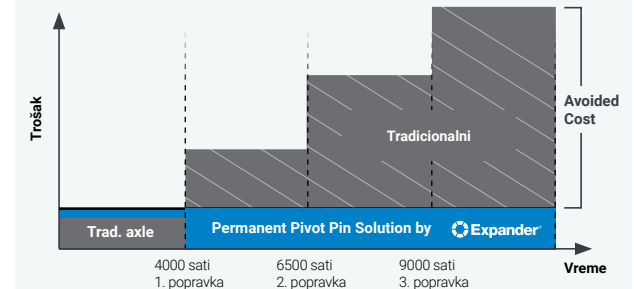 Trošak
Avoided
Cost
Tradicionalni
Trad. axle
Permanent Pivot Pin Solution by Expander®
4000 sati
1. popravka
6500 sati
2. popravka
9000 sati
3. popravka
Vreme